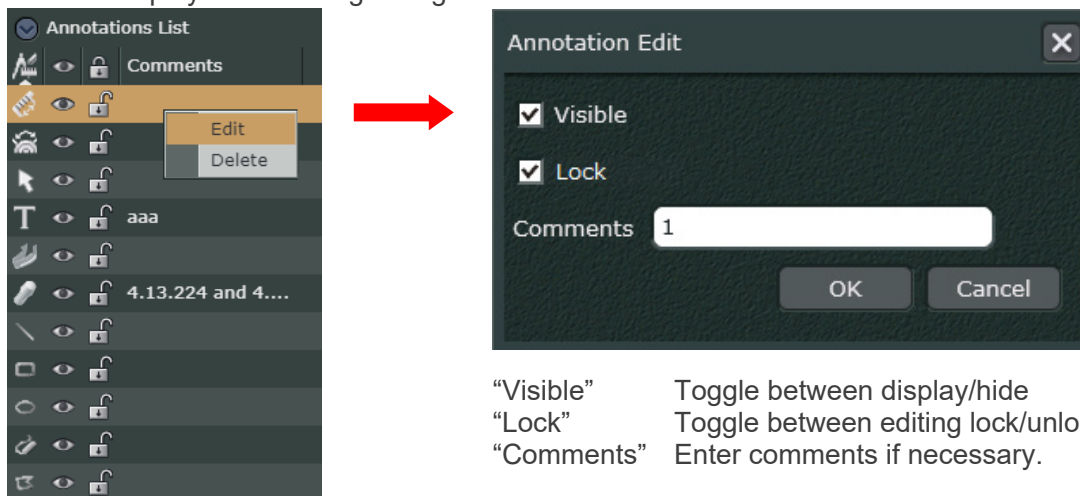 Annotations List
Comments
Edit
Delete
T aaa
4.13.224 and 4....
Annotation Edit
Visible
Lock
Comments 1
OK Cancel
“Visible” Toggle between display/hide
“Lock” Toggle between editing lock/unlo
“Comments” Enter comments if necessary.